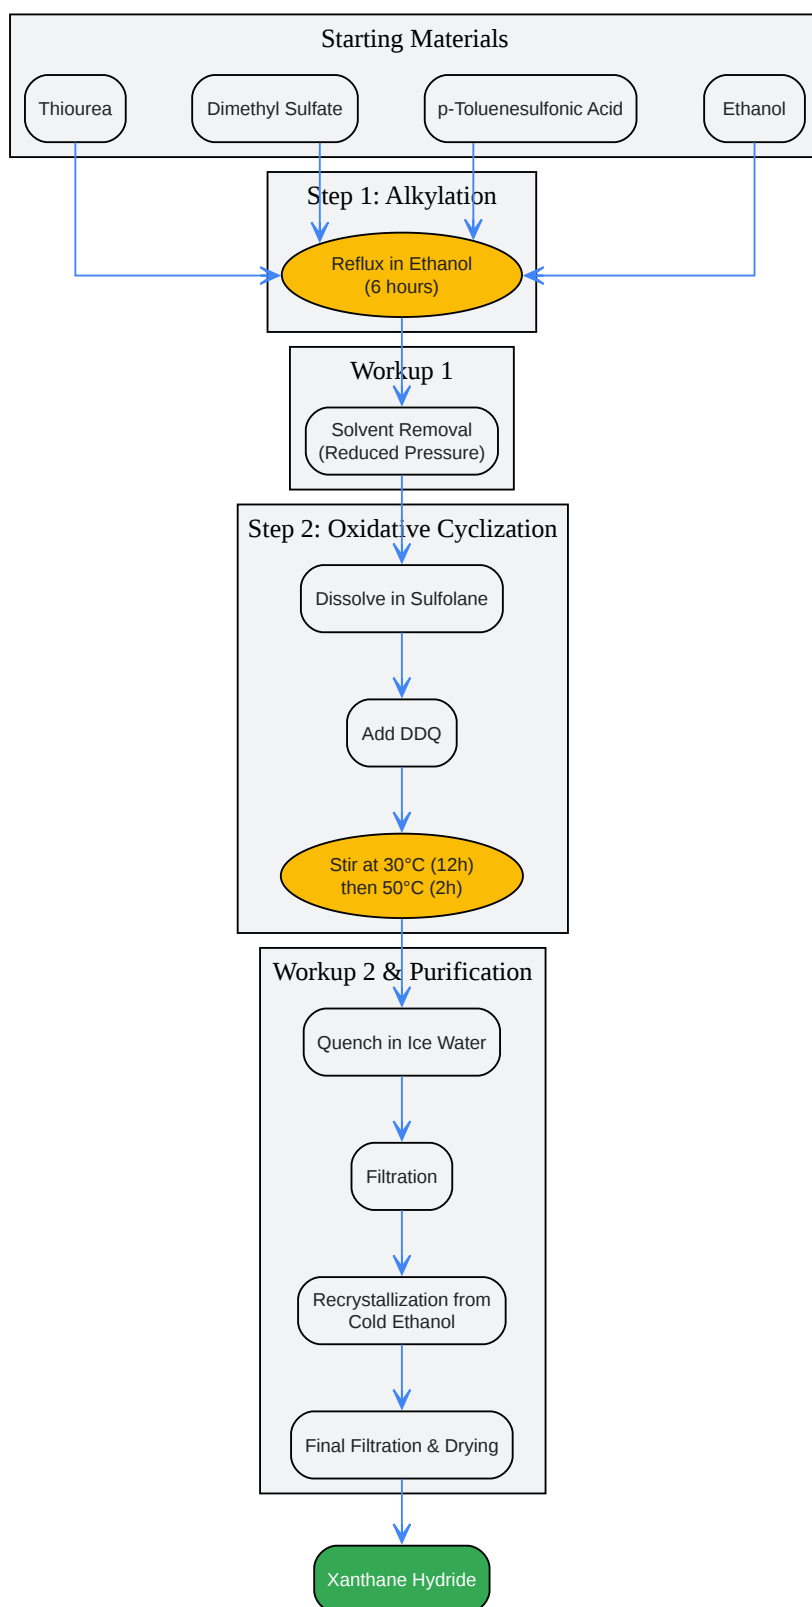 Starting Materials
Thiourea
Dimethyl Sulfate
p-Toluenesulfonic Acid
Ethanol
Step 1: Alkylation
Reflux in Ethanol
(6 hours)
Workup 1
Solvent Removal
(Reduced Pressure)
Step 2: Oxidative Cyclization
Dissolve in Sulfolane
Add DDQ
Stir at 30°C (12h)
then 50°C (2h)
Workup 2 & Purification
Quench in Ice Water
Filtration
Recrystallization from
Cold Ethanol
Final Filtration & Drying
Xanthane Hydride